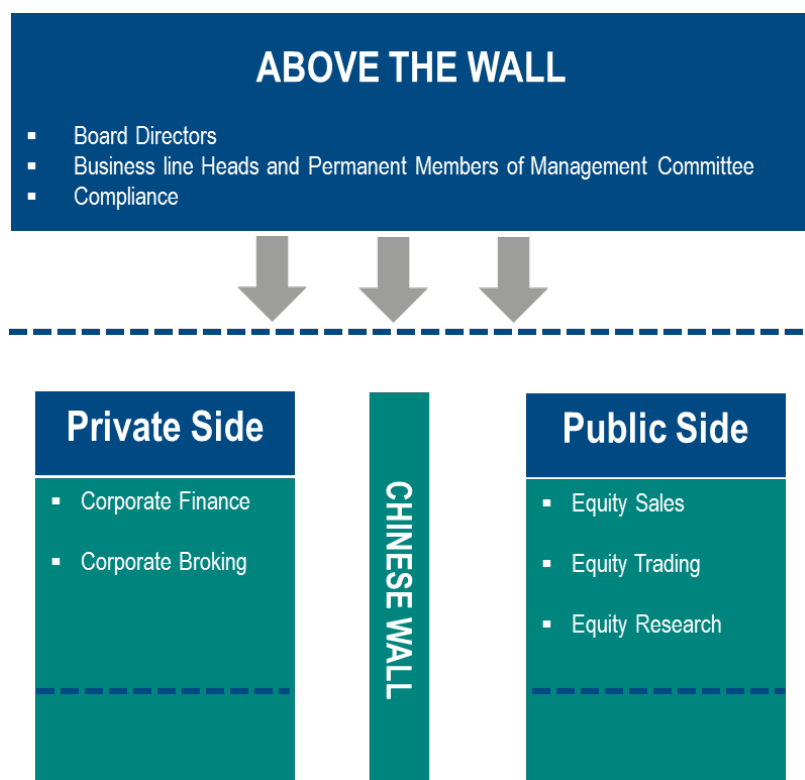 ABOVE THE WALL
▪ Board Directors
▪ Business line Heads and Permanent Members of Management Committee
▪ Compliance
Private Side
▪ Corporate Finance
▪ Corporate Broking
CHINESE WALL
Public Side
▪ Equity Sales
▪ Equity Trading
▪ Equity Research